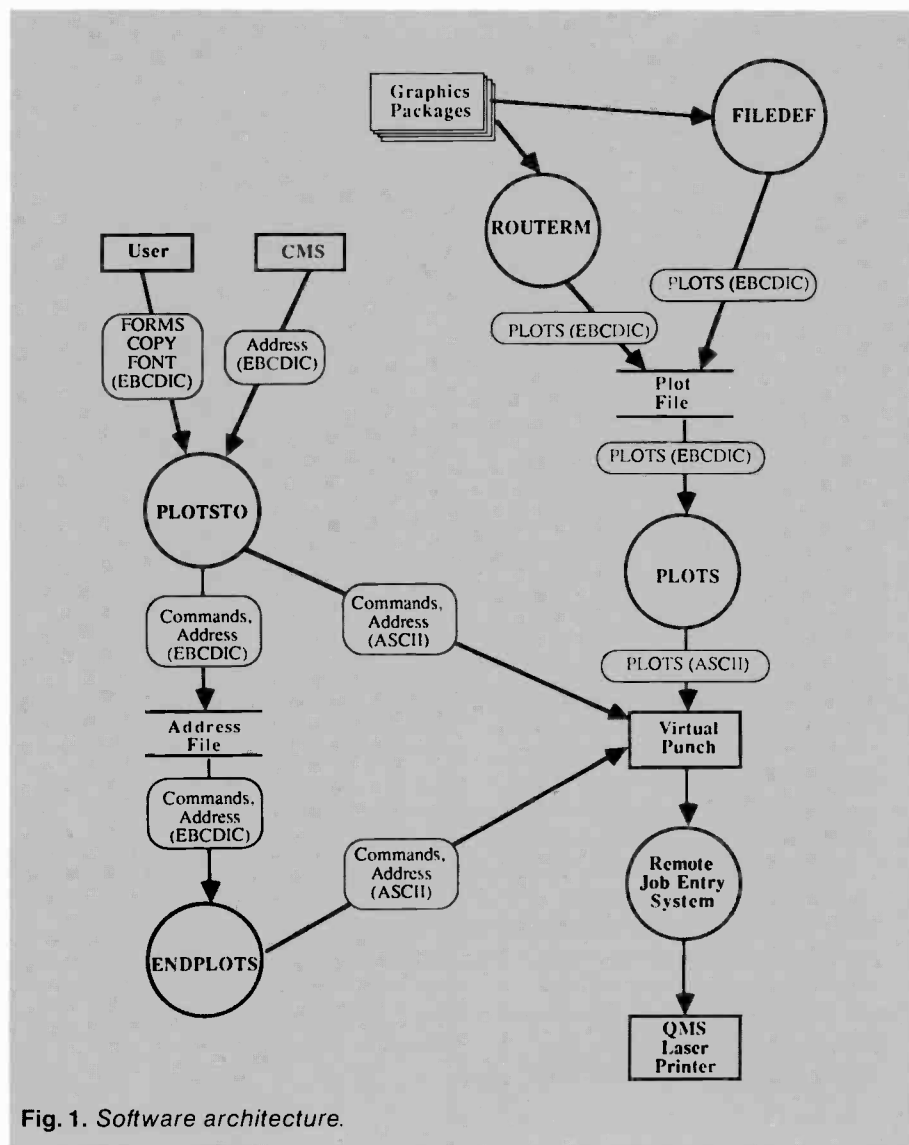 Graphics
Packages
FILEDEF
ROUTERM
User
CMS
PLOTS (EBCDIC)
PLOTS (EBCDIC)
FORMS
COPY
FONT
(EBCDIC)
Address
(EBCDIC)
Plot
File
PLOTS (EBCDIC)
PLOTSTO
PLOTS
Commands,
Address
(EBCDIC)
Commands,
Address
(ASCII)
PLOTS (ASCII)
Address
File
Virtual
Punch
Commands,
Address
(EBCDIC)
Commands,
Address
(ASCII)
Remote
Job Entry
System
ENDPLOTS
QMS
Laser
Printer
Fig. 1. Software architecture.